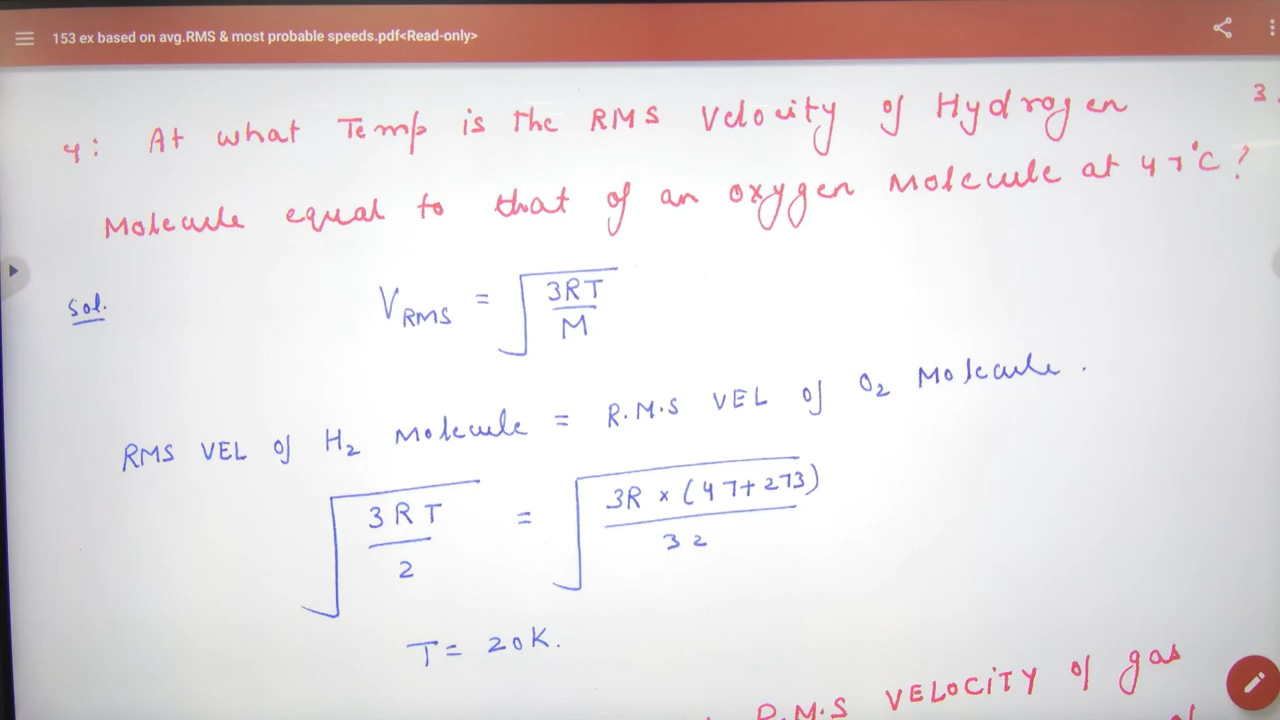 153 ex based on avg.RMS & most probable speeds.pdf<Read-only>
3.
4: At what Temp is the RMS Velocity of Hydrogen
Molecule equal to that of an oxygen Molecule at 47°C?
Sol.
V_RMS = √(3RT/M)
RMS VEL of H₂ Molecule = R.M.S VEL of O₂ Molecule.
√(3RT/2) = √(3R × (47+273)/32)
T = 20K.
R.M.S VELOCITY of gas